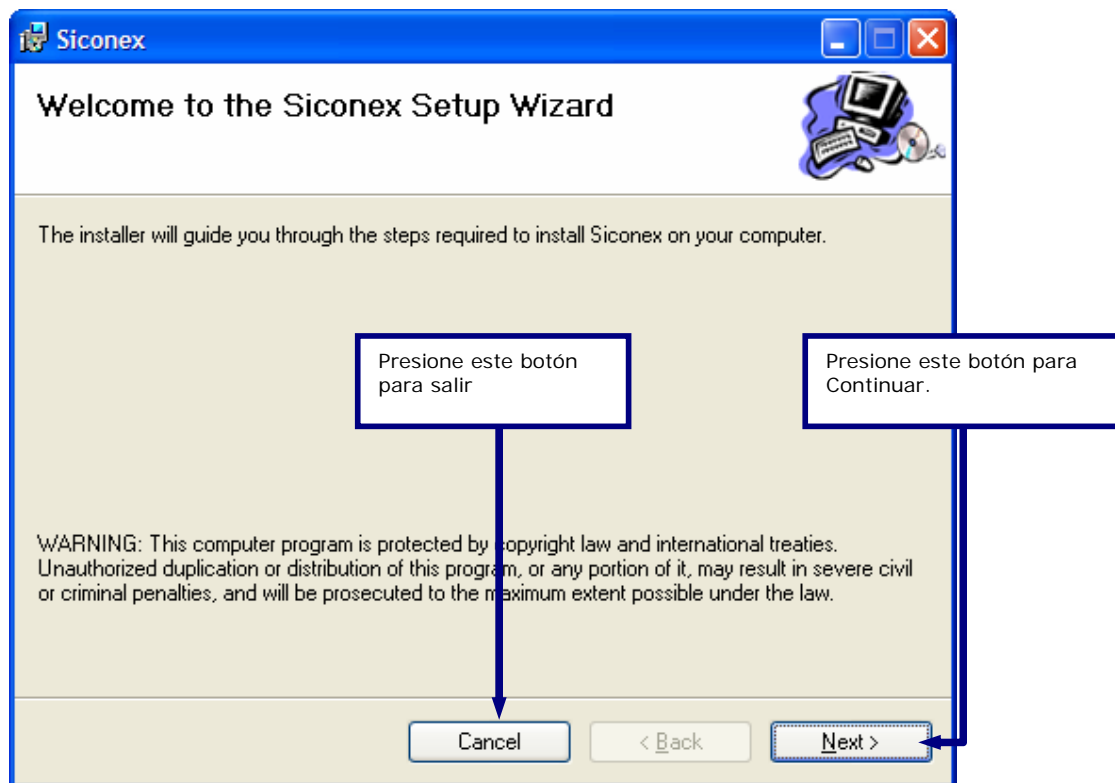 Siconex
Welcome to the Siconex Setup Wizard
The installer will guide you through the steps required to install Siconex on your computer.
Presione este botón
para salir
Presione este botón para
Continuar.
WARNING: This computer program is protected by copyright law and international treaties.
Unauthorized duplication or distribution of this program, or any portion of it, may result in severe civil
or criminal penalties, and will be prosecuted to the maximum extent possible under the law.
Cancel
< Back
Next >